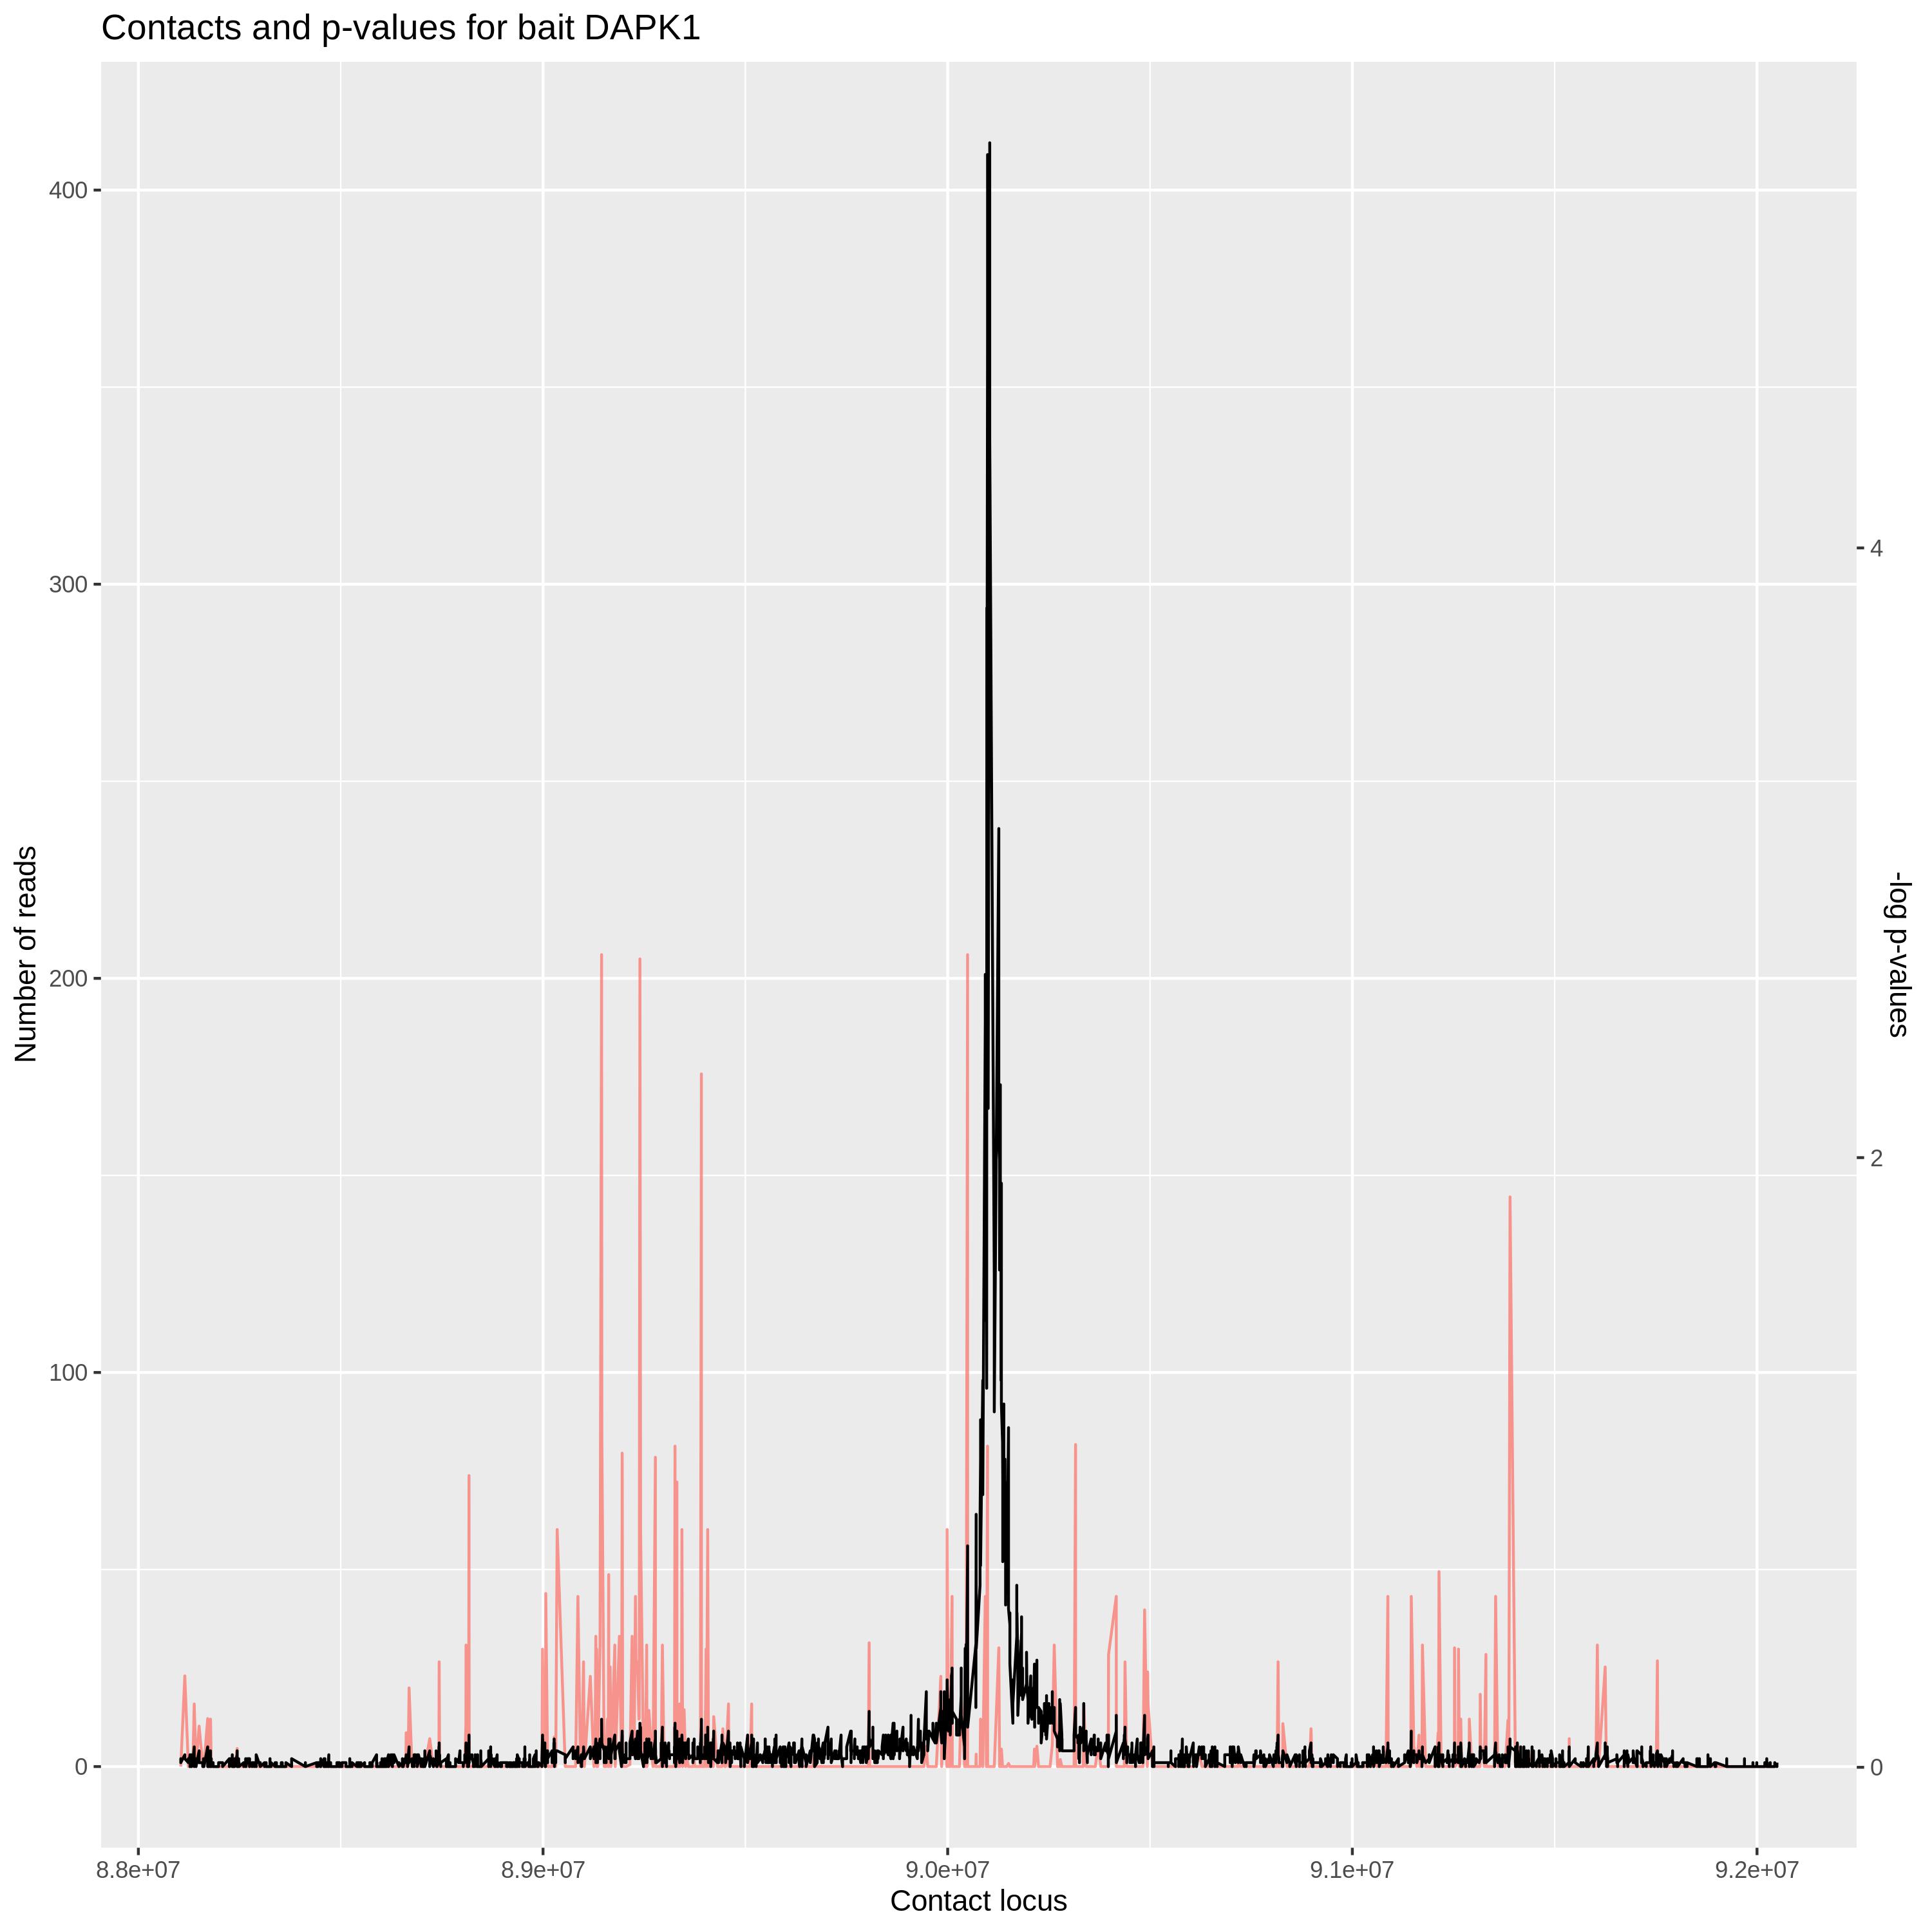 Contacts and p-values for bait DAPK1
400
300
200
100
0
Number of reads
4
2
0
-log p-values
8.8e+07
8.9e+07
9.0e+07
9.1e+07
9.2e+07
Contact locus